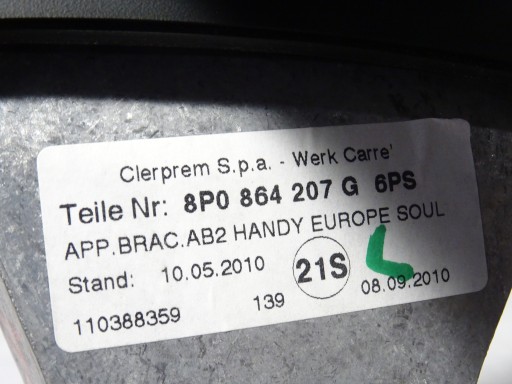 Clerprem S.p.a. - Werk Carre'
Teile Nr: 8P0 864 207 G 6PS
APP.BRAC.AB2 HANDY EUROPE SOUL
Stand: 10.05.2010 21S 08.09.2010
110388359 139